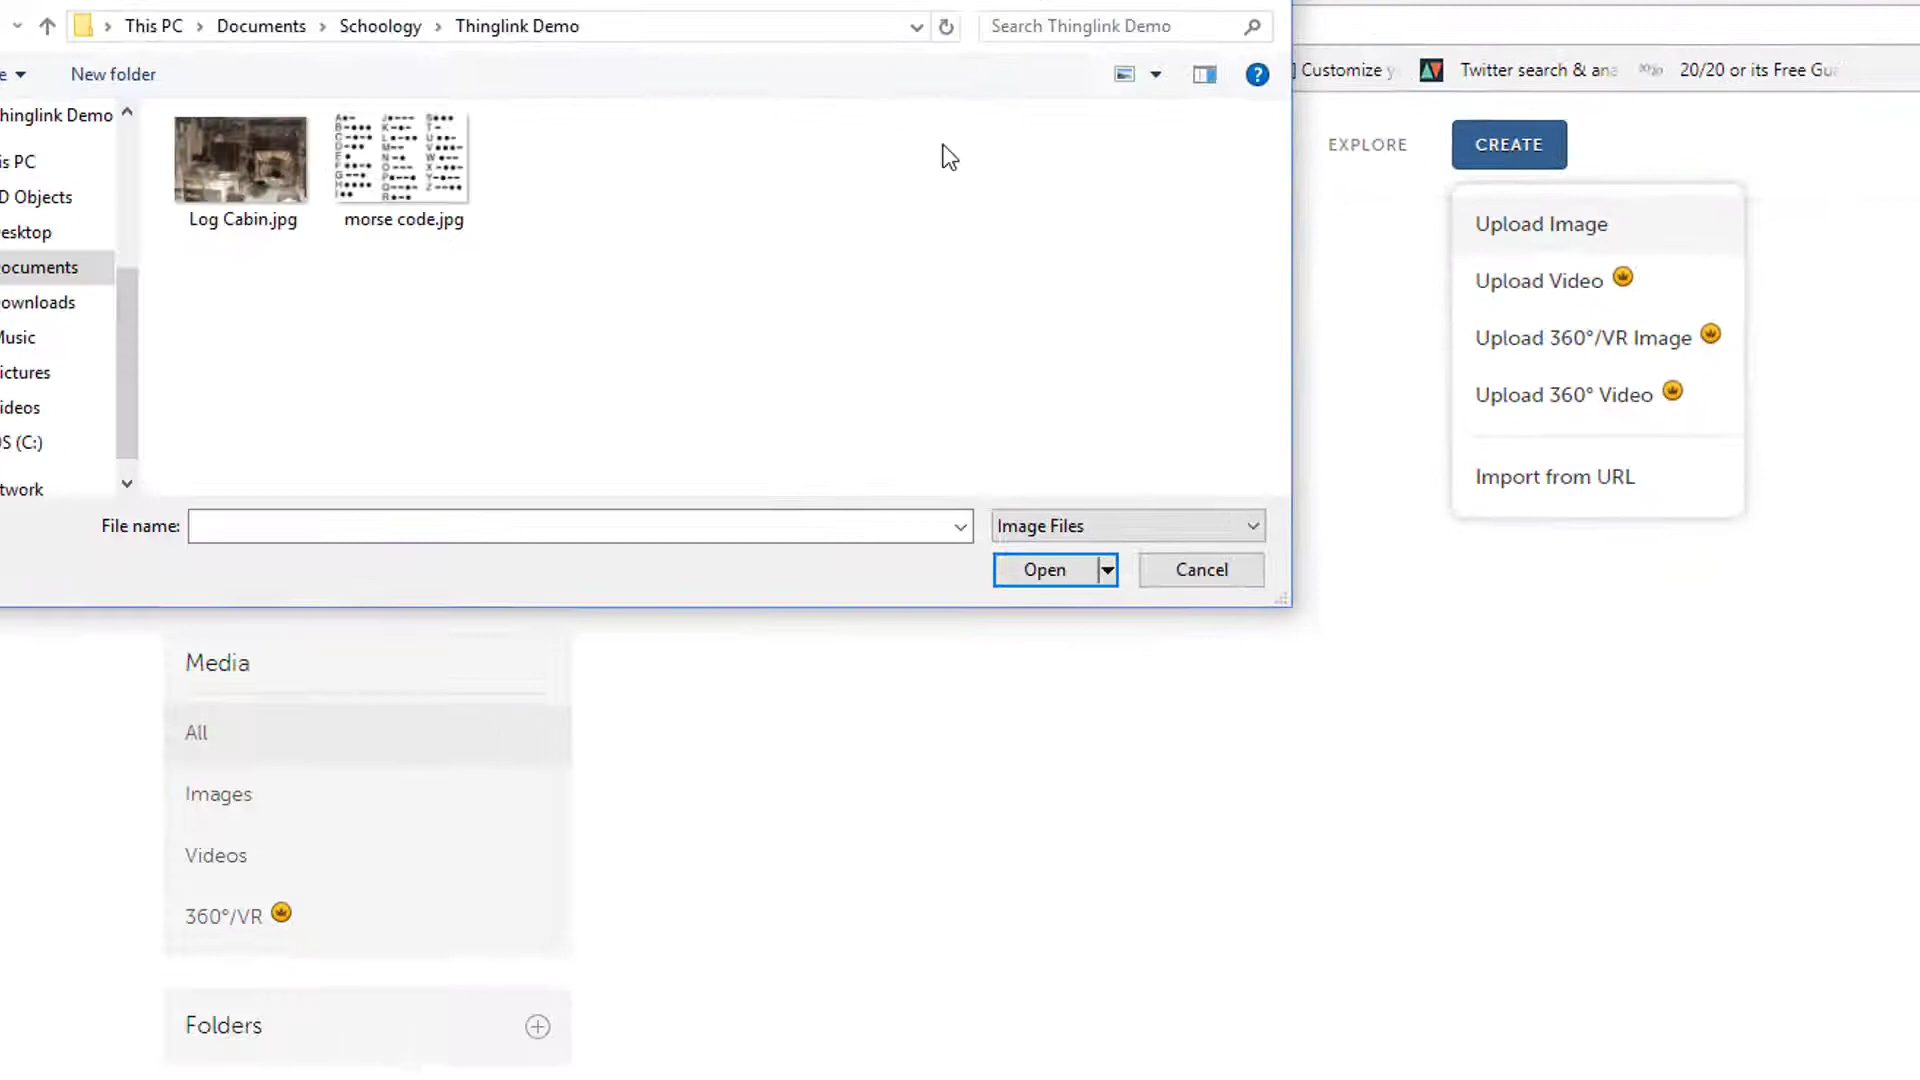 This PC > Documents > Schoology > Thinglink Demo
Search Thinglink Demo
Customize y
Twitter search & ana
20/20 or its Free Gu
e
New folder
hinglink Demo
is PC
D Objects
esktop
ocuments
ownloads
Music
ictures
ideos
OS (C:)
twork
Log Cabin.jpg
morse code.jpg
File name:
Image Files
Open
Cancel
EXPLORE
CREATE
Upload Image
Upload Video
Upload 360°/VR Image
Upload 360° Video
Import from URL
Media
All
Images
Videos
360°/VR
Folders